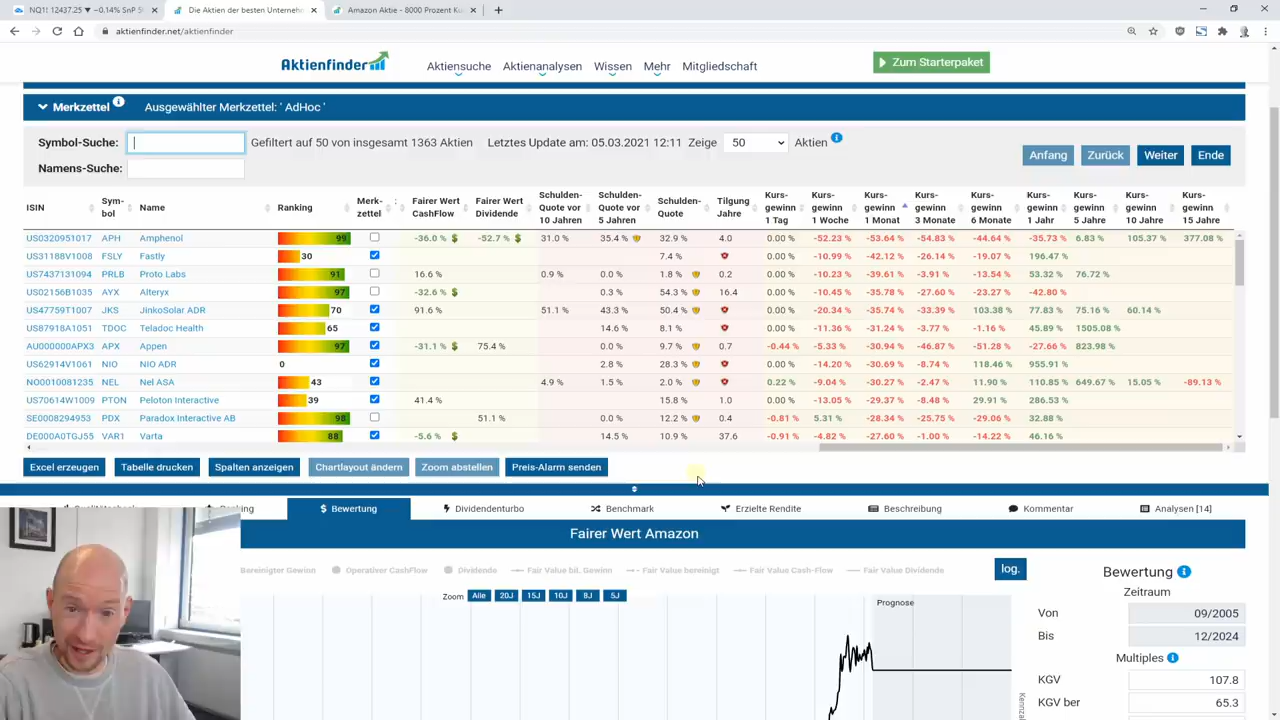 NQ1! 12437.25 ▼ −0.14% SnP 5
Die Aktien der besten Unternehm
Amazon Aktie - 8000 Prozent Ku
aktienfinder.net/aktienfinder
Aktienfinder
Aktiensuche Aktienanalysen Wissen Mehr Mitgliedschaft
Zum Starterpaket
Merkzettel Ausgewählter Merkzettel: ' AdHoc '
Symbol-Suche: Gefiltert auf 50 von insgesamt 1363 Aktien Letztes Update am: 05.03.2021 12:11 Zeige 50 Aktien
Namens-Suche:
Anfang Zurück Weiter Ende
ISIN Sym-bol Name Ranking Merk-zettel Fairer Wert CashFlow Fairer Wert Dividende Schulden-Quote vor 10 Jahren Schulden-Quote vor 5 Jahren Schulden-Quote Tilgung Jahre Kurs-gewinn 1 Tag Kurs-gewinn 1 Woche Kurs-gewinn 1 Monat Kurs-gewinn 3 Monate Kurs-gewinn 6 Monate Kurs-gewinn 1 Jahr Kurs-gewinn 5 Jahre Kurs-gewinn 10 Jahre Kurs-gewinn 15 Jahre
US0320951017 APH Amphenol 99 -36.0 % $ -52.7 % $ 31.0 % 35.4 % 32.9 % 4.0 0.00 % -52.23 % -53.64 % -54.83 % -44.64 % -35.73 % 6.83 % 105.37 % 377.08 %
US31188V1008 FSLY Fastly 30 7.4 % 0.00 % -10.99 % -42.12 % -26.14 % -19.07 % 196.47 %
US7437131094 PRLB Proto Labs 91 16.6 % 0.9 % 0.0 % 1.8 % 0.2 0.00 % -10.23 % -39.61 % -3.91 % -13.54 % 53.32 % 76.72 %
US02156B1035 AYX Alteryx 97 -32.6 % $ 0.3 % 54.3 % 16.4 0.00 % -10.45 % -35.78 % -27.60 % -23.27 % -42.80 %
US47759T1007 JKS JinkoSolar ADR 70 91.6 % 51.1 % 43.3 % 50.4 % 0.00 % -20.34 % -35.74 % -33.39 % 103.38 % 77.83 % 75.16 % 60.14 %
US87918A1051 TDOC Teladoc Health 65 14.6 % 8.1 % 0.00 % -11.36 % -31.24 % -3.77 % -1.16 % 45.89 % 1505.08 %
AU000000APX3 APX Appen 97 -31.1 % $ 75.4 % 0.0 % 9.7 % 0.7 -0.44 % -5.33 % -30.94 % -46.87 % -51.28 % -27.66 % 823.98 %
US62914V1061 NIO NIO ADR 0 2.8 % 28.3 % 0.00 % -14.20 % -30.69 % -8.74 % 118.46 % 955.91 %
NO0010081235 NEL Nel ASA 43 4.9 % 1.5 % 2.0 % 0.22 % -9.04 % -30.27 % -2.47 % 11.90 % 110.85 % 649.67 % 15.05 % -89.13 %
US70614W1009 PTON Peloton Interactive 39 41.4 % 15.8 % 1.0 0.00 % -13.05 % -29.37 % -8.48 % 29.91 % 286.53 %
SE0008294953 PDX Paradox Interactive AB 98 51.1 % 0.0 % 12.2 % 0.4 -0.81 % 5.31 % -28.34 % -25.75 % -29.06 % 32.88 %
DE000A0TGJ55 VAR1 Varta 88 -5.6 % $ 14.5 % 10.9 % 37.6 -0.91 % -4.82 % -27.60 % -1.00 % -14.22 % 46.16 %
Excel erzeugen Tabelle drucken Spalten anzeigen Chartlayout ändern Zoom abstellen Preis-Alarm senden
$ Bewertung Dividendenturbo Benchmark Erzielte Rendite Beschreibung Kommentar Analysen [14]
Fairer Wert Amazon
Bereinigter Gewinn Operativer CashFlow Dividende Fair Value bil. Gewinn Fair Value bereinigt Fair Value Cash-Flow Fair Value Dividende
log.
Zoom Alle 20J 15J 10J 8J 5J
Prognose
Bewertung
Zeitraum
Von 09/2005
Bis 12/2024
Multiples
KGV 107.8
KGV ber 65.3